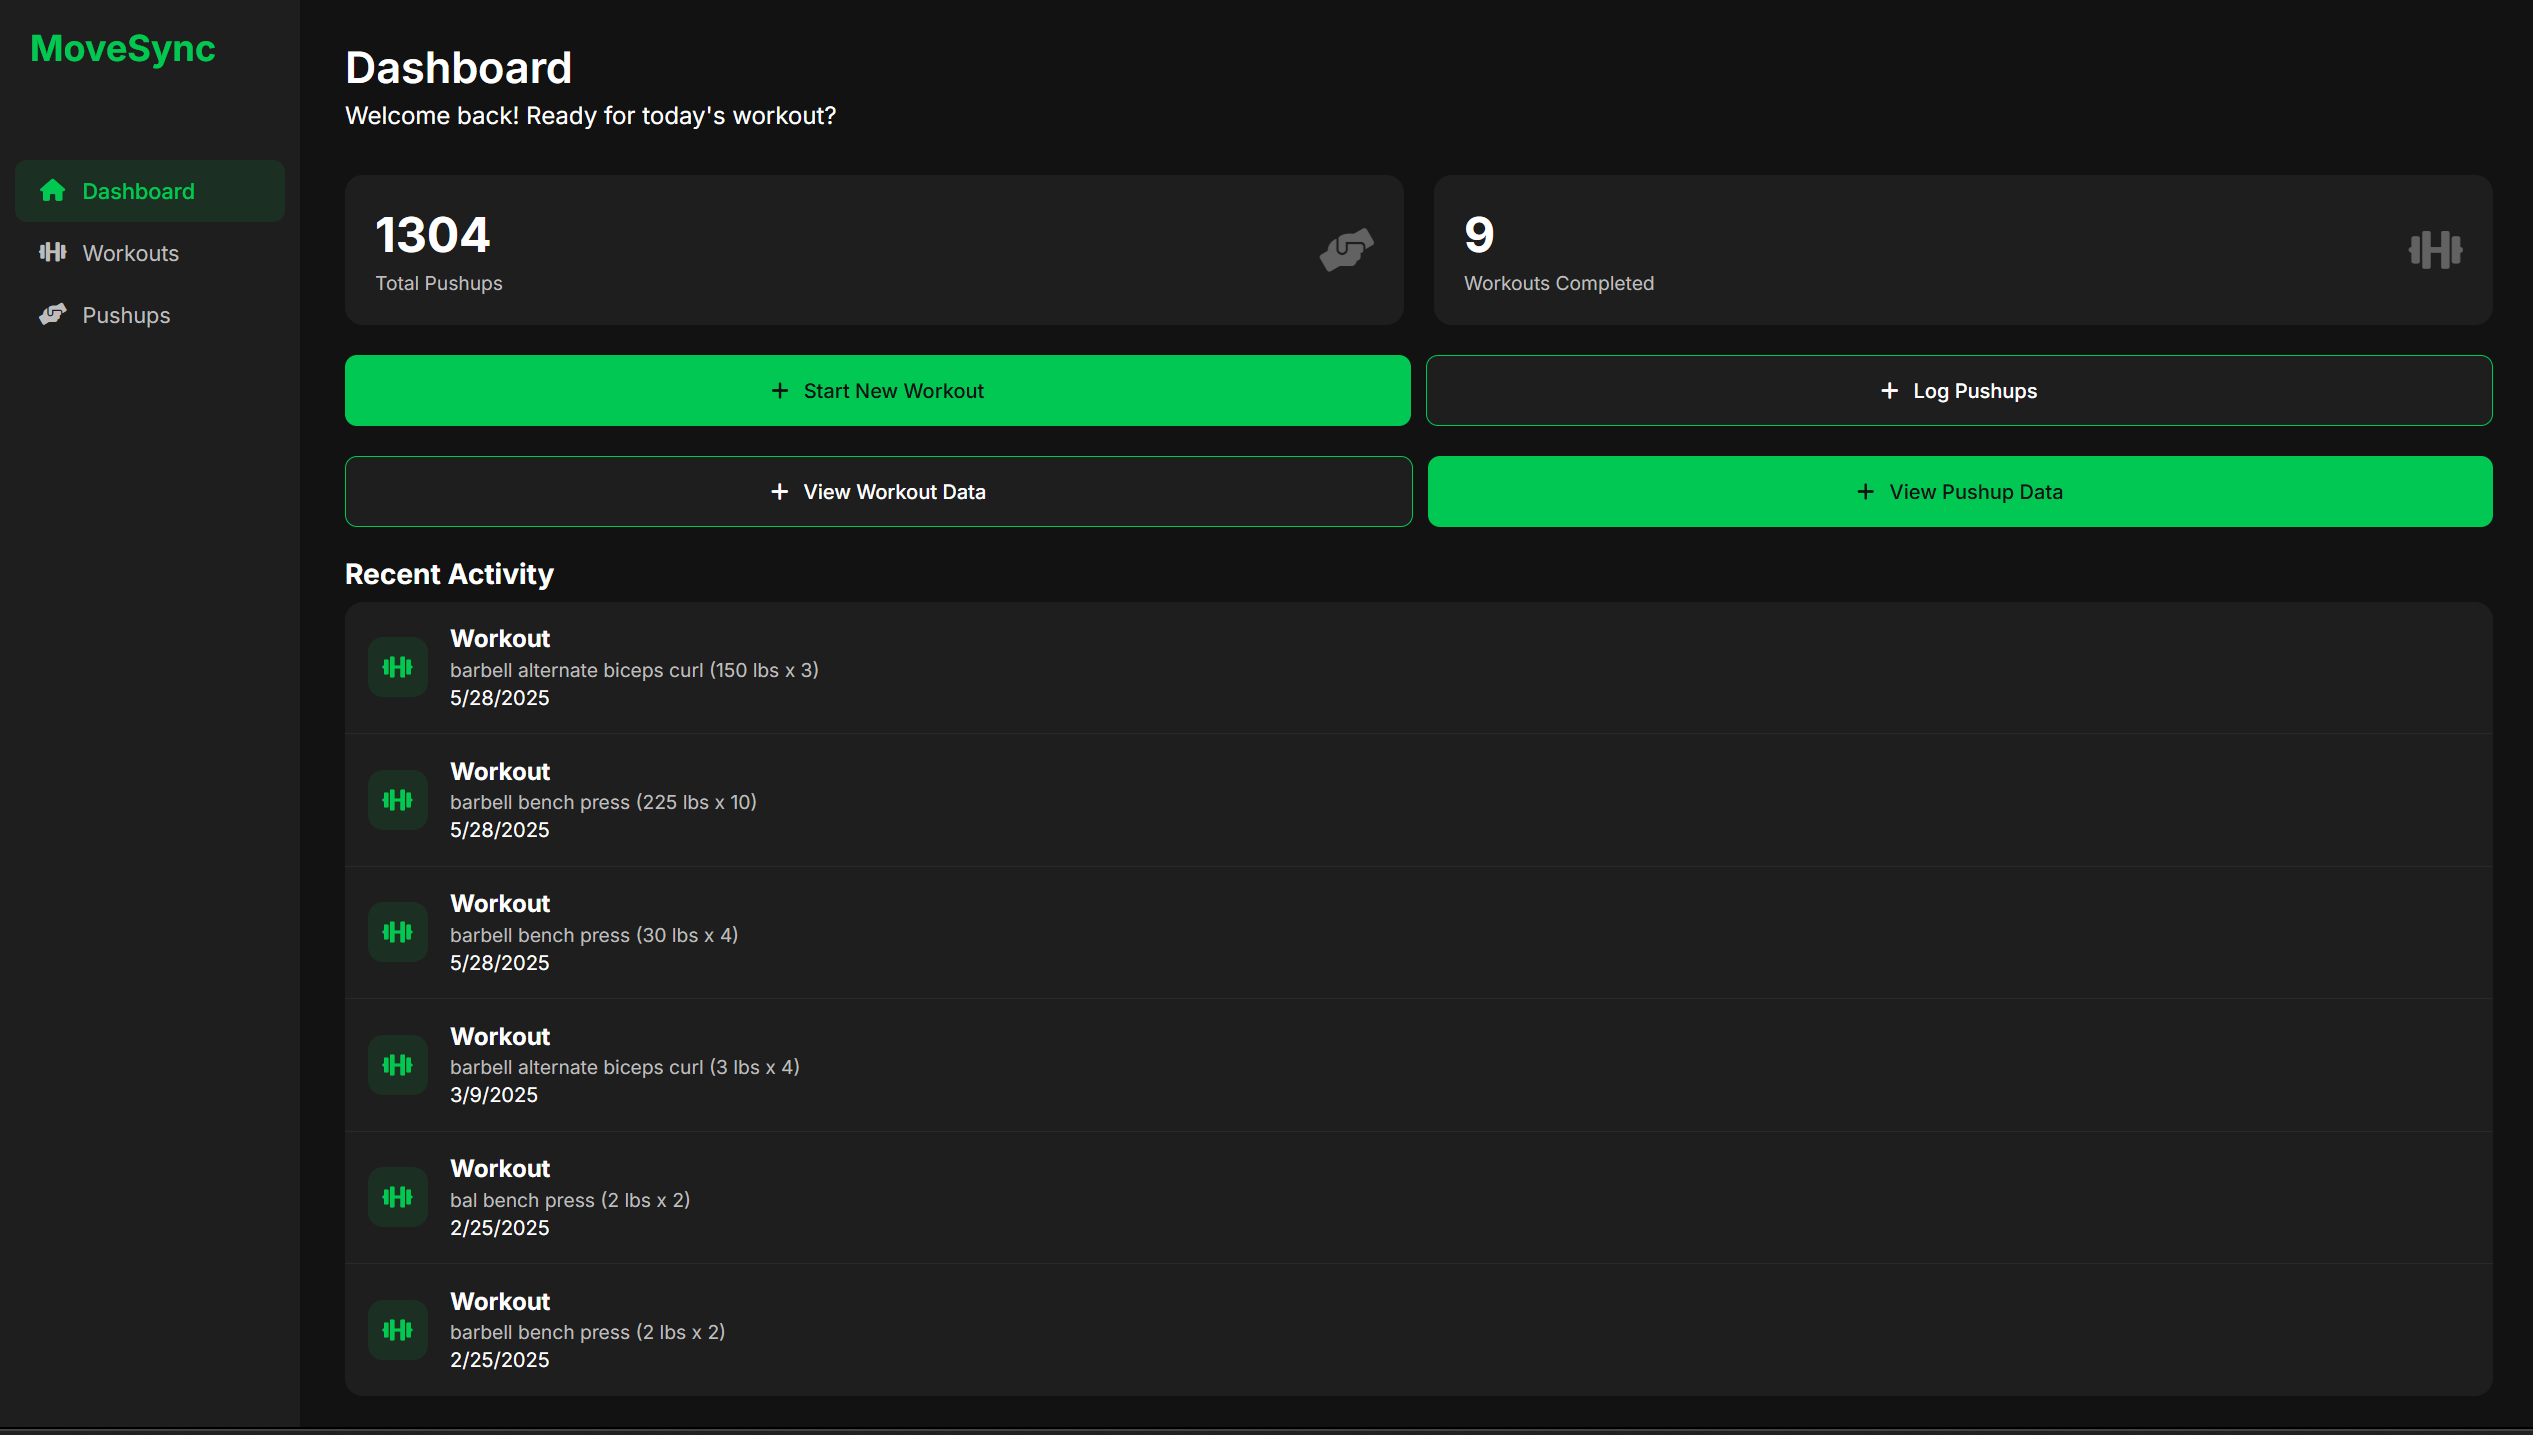 MoveSync
Dashboard
Workouts
Pushups
Dashboard
Welcome back! Ready for today's workout?
1304
Total Pushups
9
Workouts Completed
+ Start New Workout
+ Log Pushups
+ View Workout Data
+ View Pushup Data
Recent Activity
Workout
barbell alternate biceps curl (150 lbs x 3)
5/28/2025
Workout
barbell bench press (225 lbs x 10)
5/28/2025
Workout
barbell bench press (30 lbs x 4)
5/28/2025
Workout
barbell alternate biceps curl (3 lbs x 4)
3/9/2025
Workout
bal bench press (2 lbs x 2)
2/25/2025
Workout
barbell bench press (2 lbs x 2)
2/25/2025